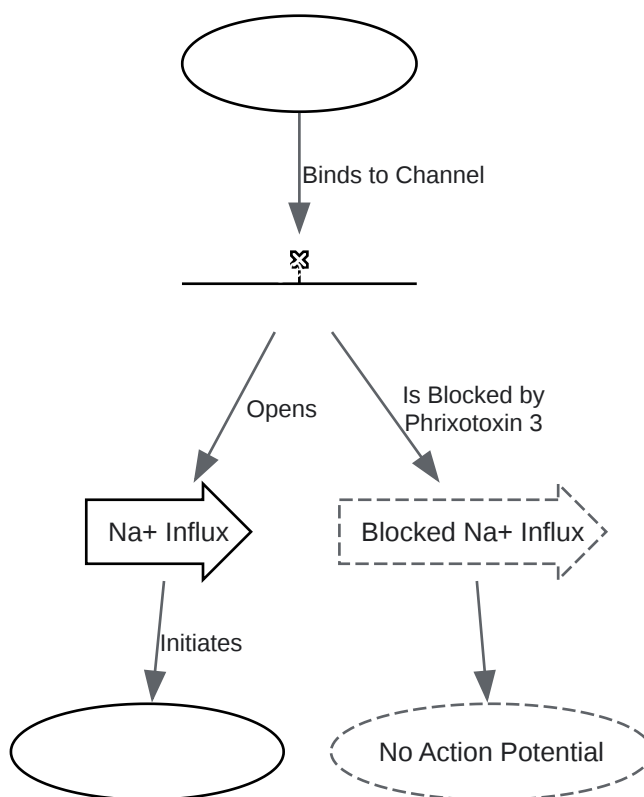 Binds to Channel
Opens
Is Blocked by
Phrixotoxin 3
Na+ Influx
Blocked Na+ Influx
Initiates
No Action Potential